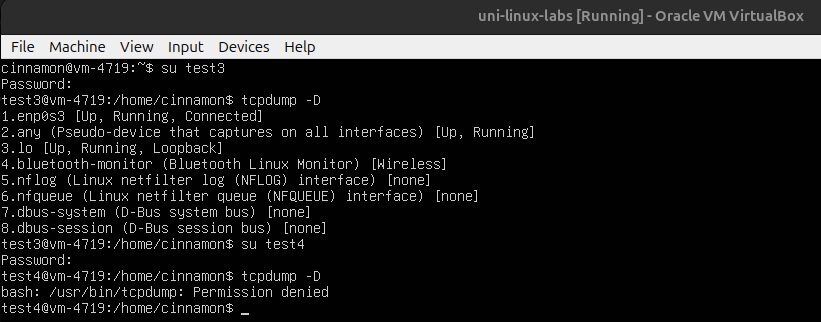 uni-linux-labs [Running] - Oracle VM VirtualBox
File Machine View Input Devices Help
cinnamon@vm-4719:~$ su test3
Password:
test3@vm-4719:/home/cinnamon$ tcpdump -D
1.enp0s3 [Up, Running, Connected]
2.any (Pseudo-device that captures on all interfaces) [Up, Running]
3.lo [Up, Running, Loopback]
4.bluetooth-monitor (Bluetooth Linux Monitor) [Wireless]
5.nflog (Linux netfilter log (NFLOG) interface) [none]
6.nfqueue (Linux netfilter queue (NFQUEUE) interface) [none]
7.dbus-system (D-Bus system bus) [none]
8.dbus-session (D-Bus session bus) [none]
test3@vm-4719:/home/cinnamon$ su test4
Password:
test4@vm-4719:/home/cinnamon$ tcpdump -D
bash: /usr/bin/tcpdump: Permission denied
test4@vm-4719:/home/cinnamon$ _